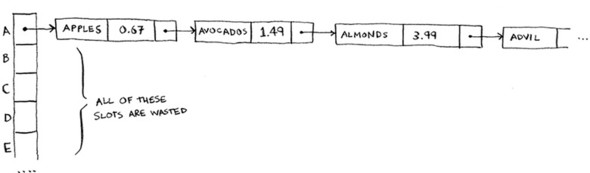 A APPLES 0.67 AVOCADOS 1.49 ALMONDS 3.99 ADVIL ...
B
C
D
E
ALL OF THESE
SLOTS ARE WASTED
....